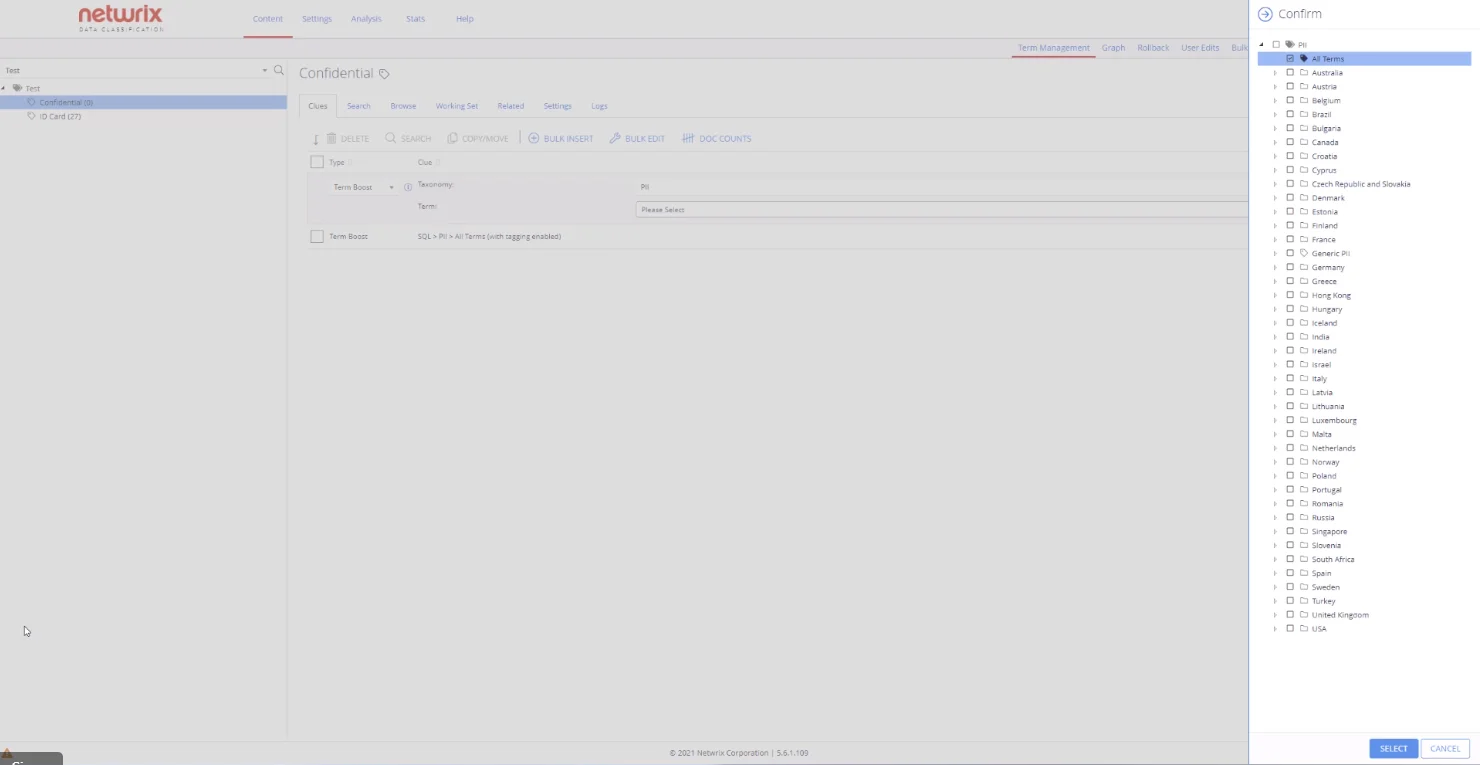 netwrix
DATA CLASSIFICATION
Content Settings Analysis Stats Help
Term Management Graph Rollback User Edits Bulk
Test
Test
Confidential (0)
ID Card (27)
Confidential
Clues Search Browse Working Set Related Settings Logs
DELETE SEARCH COPY/MOVE BULK INSERT BULK EDIT DOC COUNTS
Type Clue
Term Boost Taxonomy: PII
Term: Please Select
Term Boost SQL > PII > All Terms (with tagging enabled)
© 2021 Netwrix Corporation | 5.6.1.109
Confirm
PII
All Terms
Australia
Austria
Belgium
Brazil
Bulgaria
Canada
Croatia
Cyprus
Czech Republic and Slovakia
Denmark
Estonia
Finland
France
Generic PII
Germany
Greece
Hong Kong
Hungary
Iceland
India
Ireland
Israel
Italy
Latvia
Lithuania
Luxembourg
Malta
Netherlands
Norway
Poland
Portugal
Romania
Russia
Singapore
Slovenia
South Africa
Spain
Sweden
Turkey
United Kingdom
USA
SELECT CANCEL